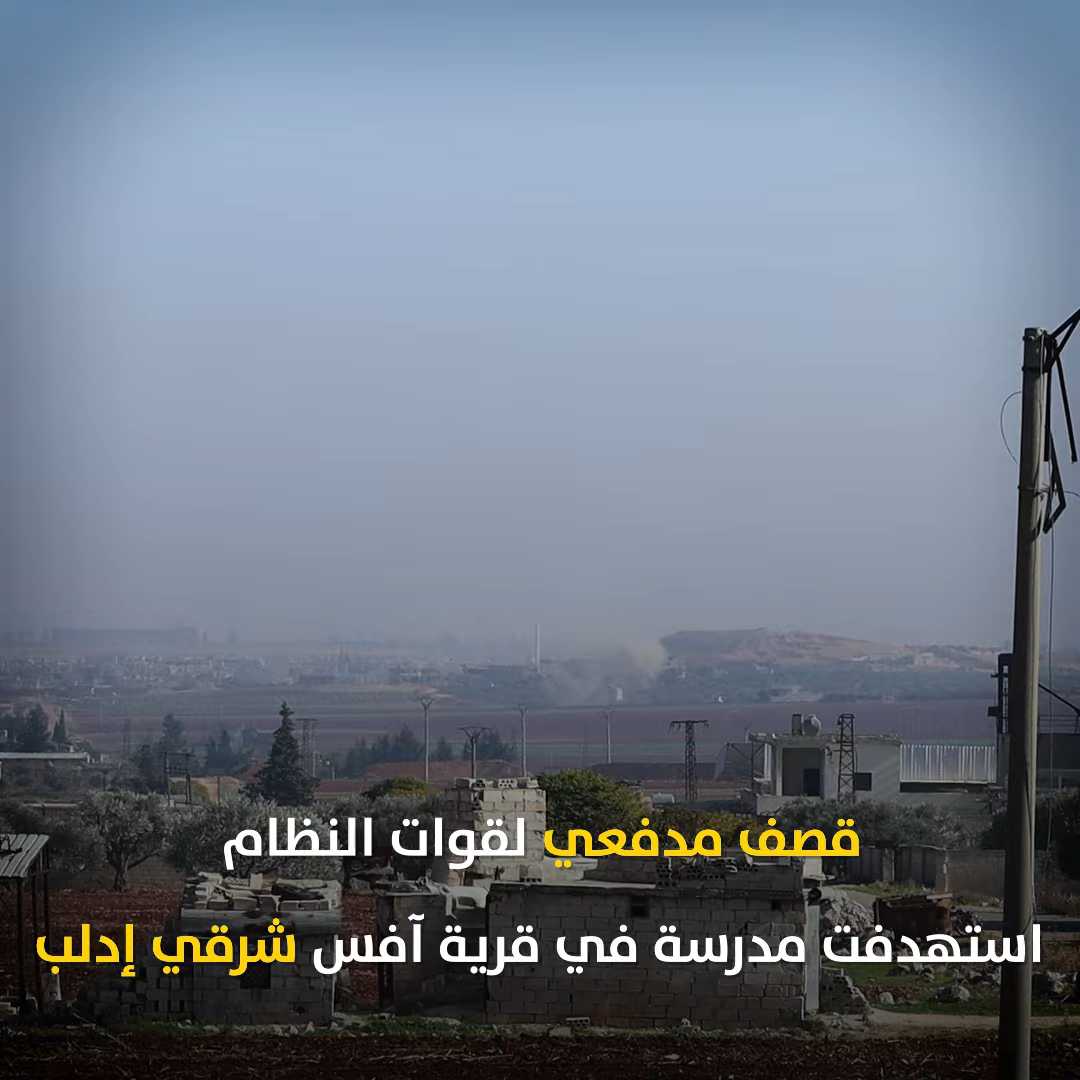 قصف مدفعي لقوات النظام
استهدفت مدرسة في قرية آفس شرقي إدلب